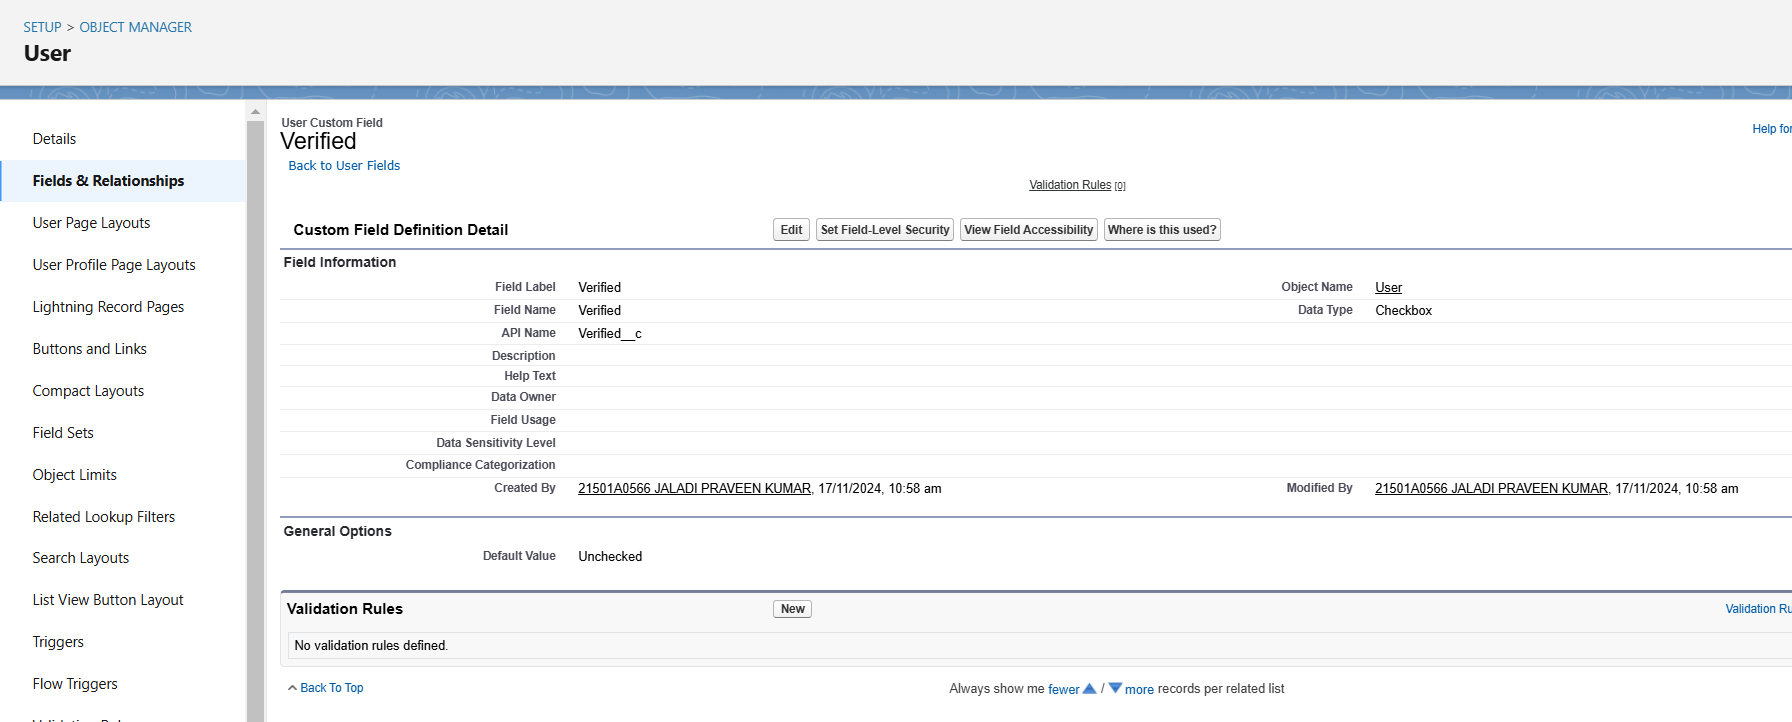 SETUP > OBJECT MANAGER
User
Details
Fields & Relationships
User Page Layouts
User Profile Page Layouts
Lightning Record Pages
Buttons and Links
Compact Layouts
Field Sets
Object Limits
Related Lookup Filters
Search Layouts
List View Button Layout
Triggers
Flow Triggers
User Custom Field
Verified
Back to User Fields
Help for
Validation Rules [0]
Custom Field Definition Detail
Edit
Set Field-Level Security
View Field Accessibility
Where is this used?
Field Information
Field Label Verified Object Name User
Field Name Verified Data Type Checkbox
API Name Verified__c
Description
Help Text
Data Owner
Field Usage
Data Sensitivity Level
Compliance Categorization
Created By 21501A0566 JALADI PRAVEEN KUMAR, 17/11/2024, 10:58 am Modified By 21501A0566 JALADI PRAVEEN KUMAR, 17/11/2024, 10:58 am
General Options
Default Value Unchecked
Validation Rules New Validation Ru
No validation rules defined.
Back To Top
Always show me fewer / more records per related list